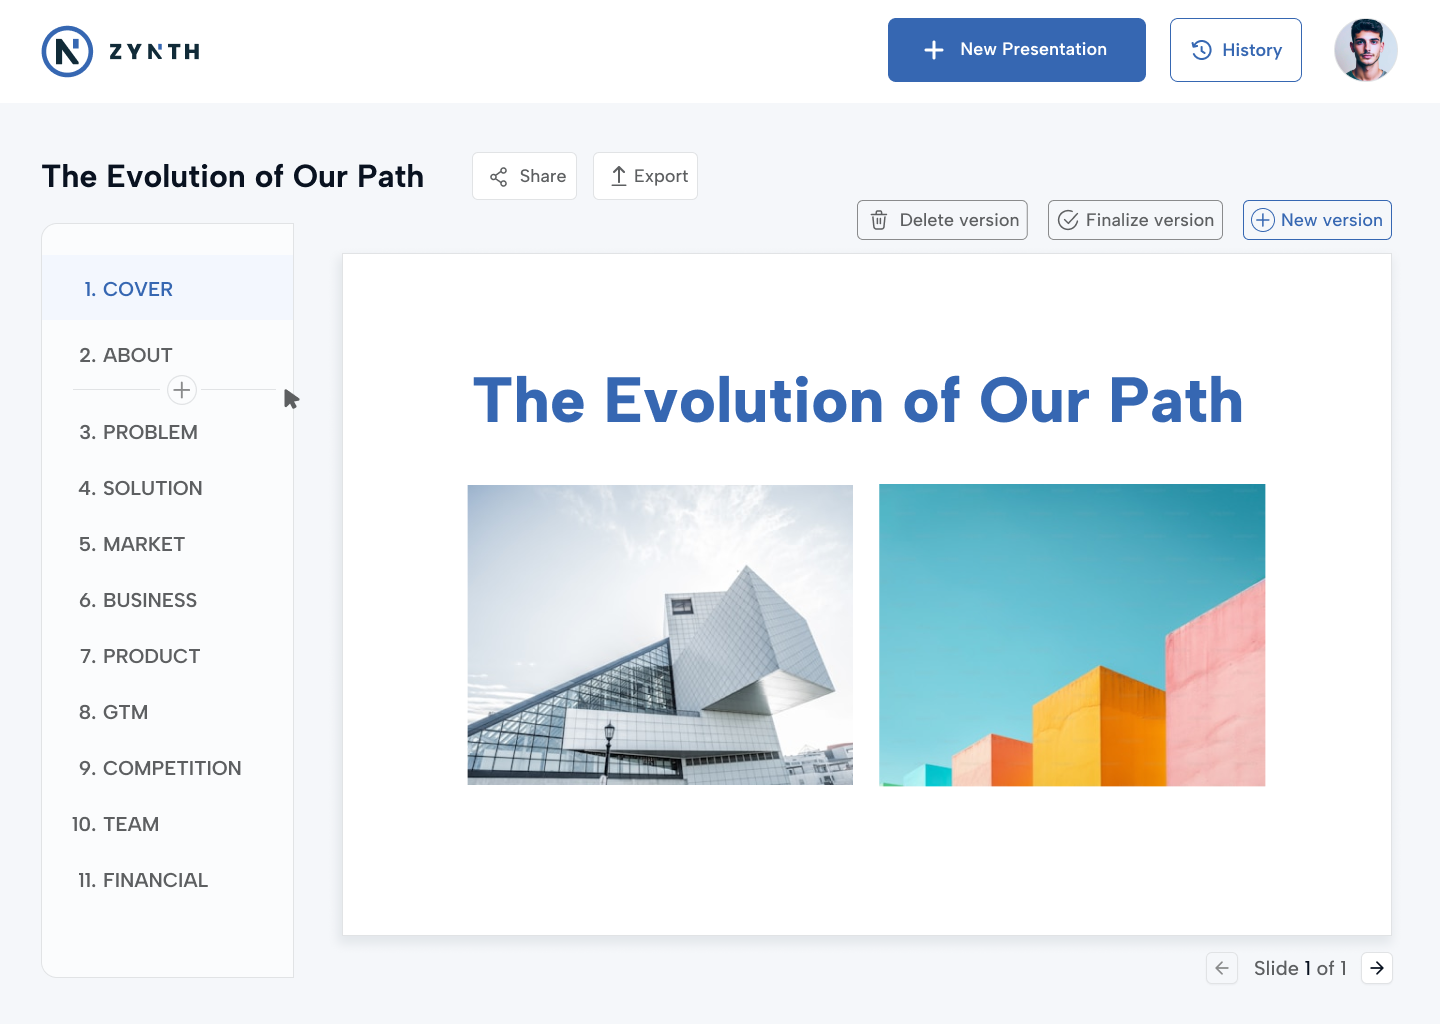 ZYNTH
New Presentation
History
The Evolution of Our Path
Share
Export
Delete version
Finalize version
New version
1. COVER
2. ABOUT
3. PROBLEM
4. SOLUTION
5. MARKET
6. BUSINESS
7. PRODUCT
8. GTM
9. COMPETITION
10. TEAM
11. FINANCIAL
The Evolution of Our Path
Slide 1 of 1